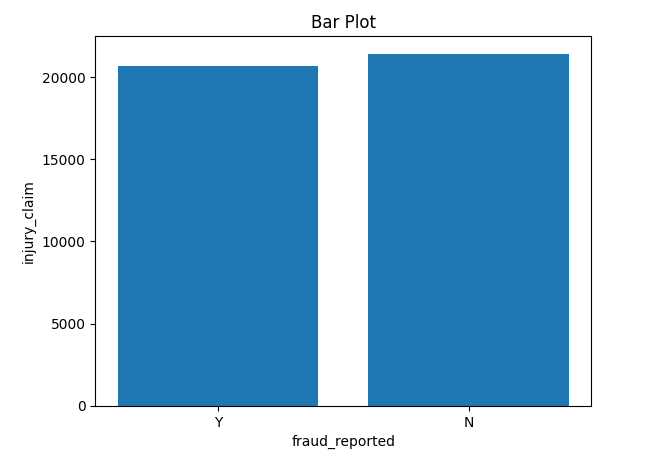 Bar Plot
20000
15000
10000
5000
0
injury_claim
Y
N
fraud_reported